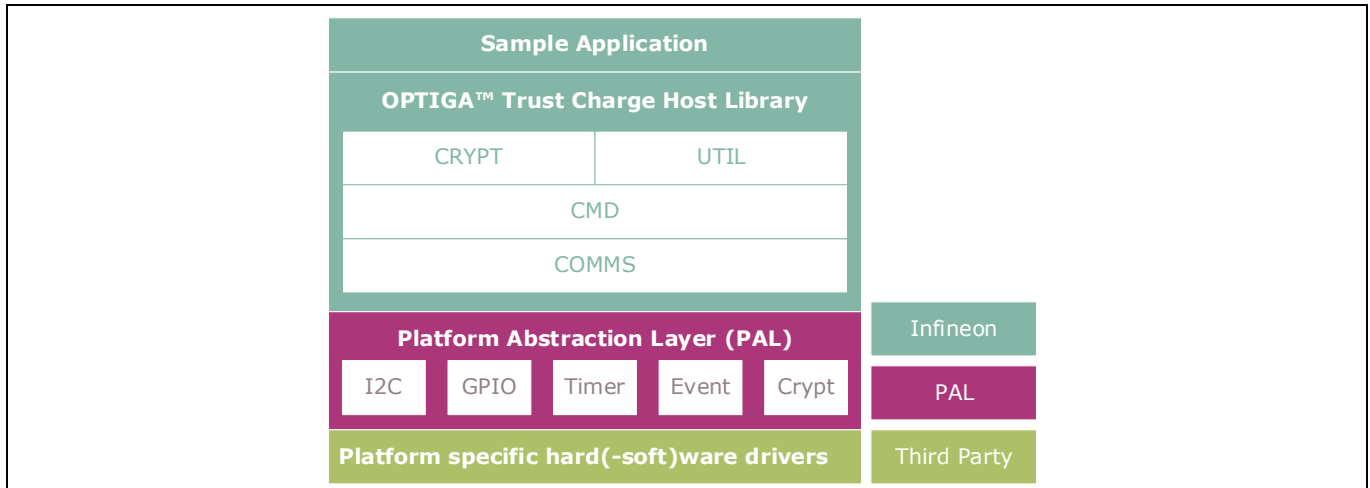 Sample Application
OPTIGA™ Trust Charge Host Library
CRYPT UTIL
CMD
COMMS
Platform Abstraction Layer (PAL)
I2C GPIO Timer Event Crypt
Platform specific hard(-soft)ware drivers
Infineon
PAL
Third Party